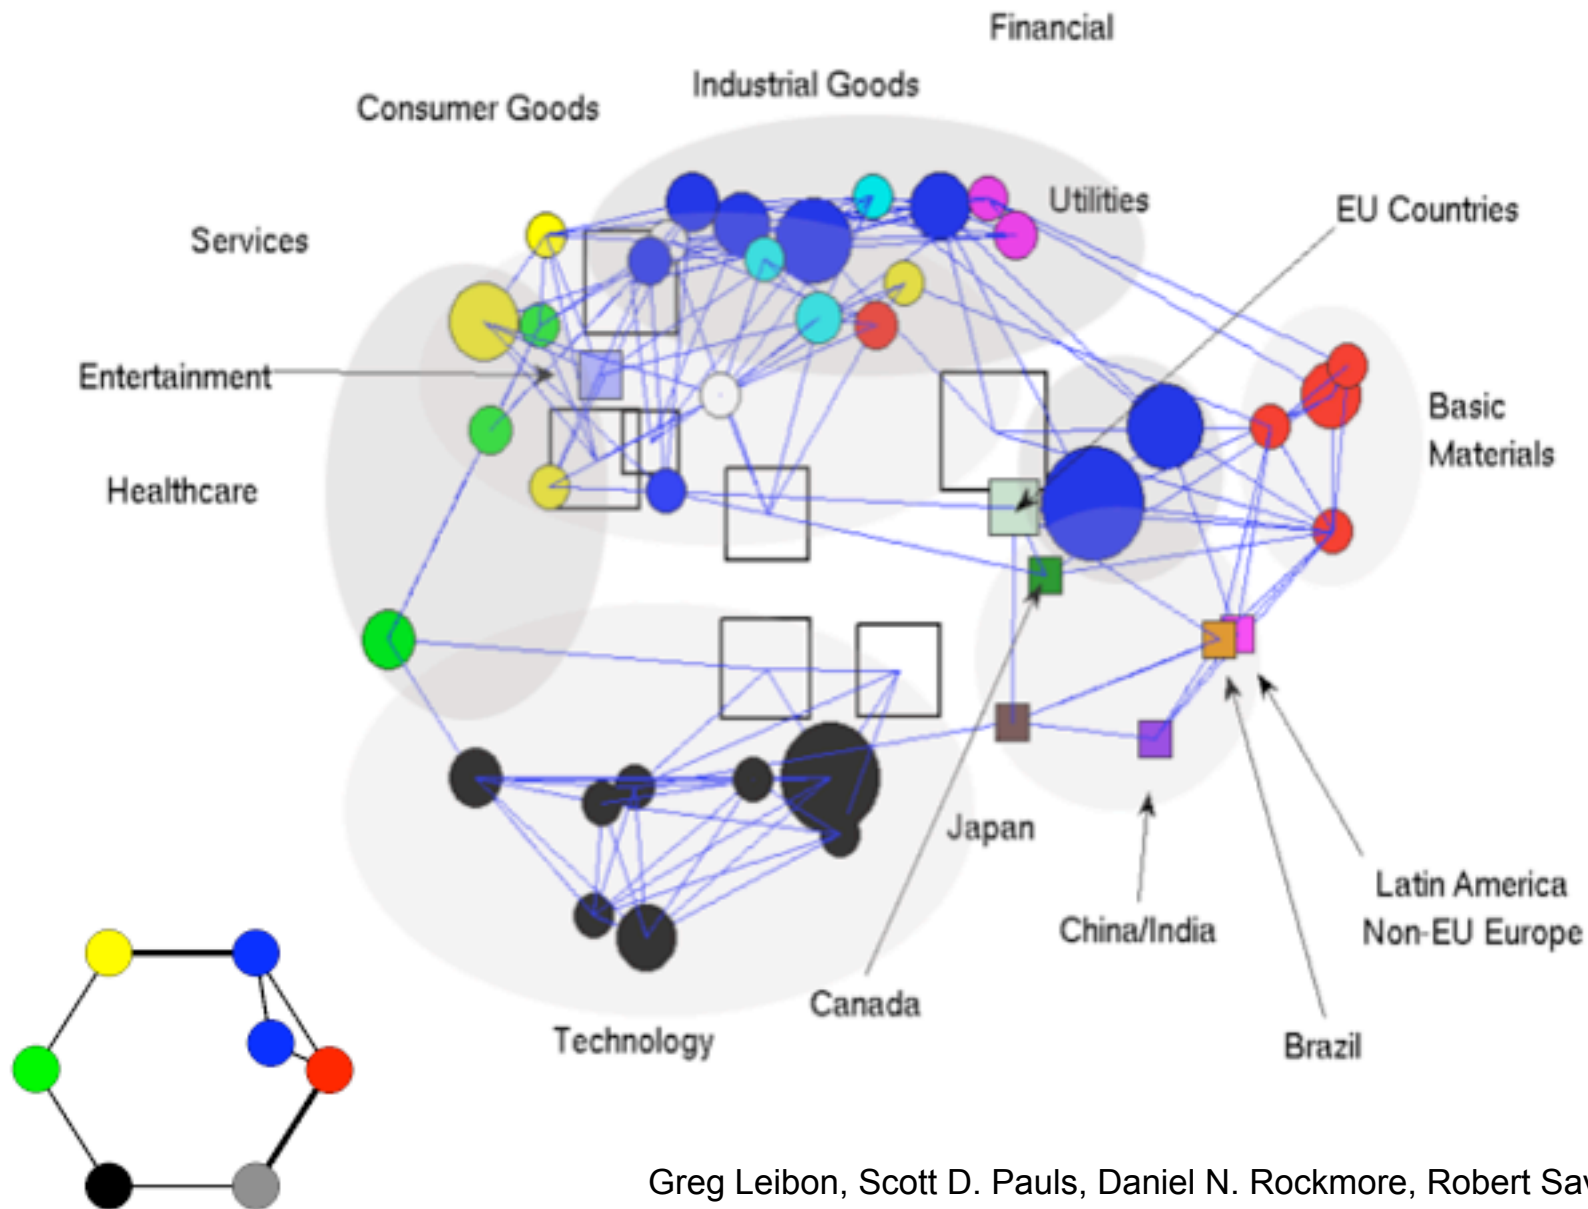 Financial
Industrial Goods
Consumer Goods
Utilities
EU Countries
Services
Entertainment
Basic
Materials
Healthcare
Japan
Latin America
Non-EU Europe
China/India
Canada
Technology
Brazil
Greg Leibon, Scott D. Pauls, Daniel N. Rockmore, Robert